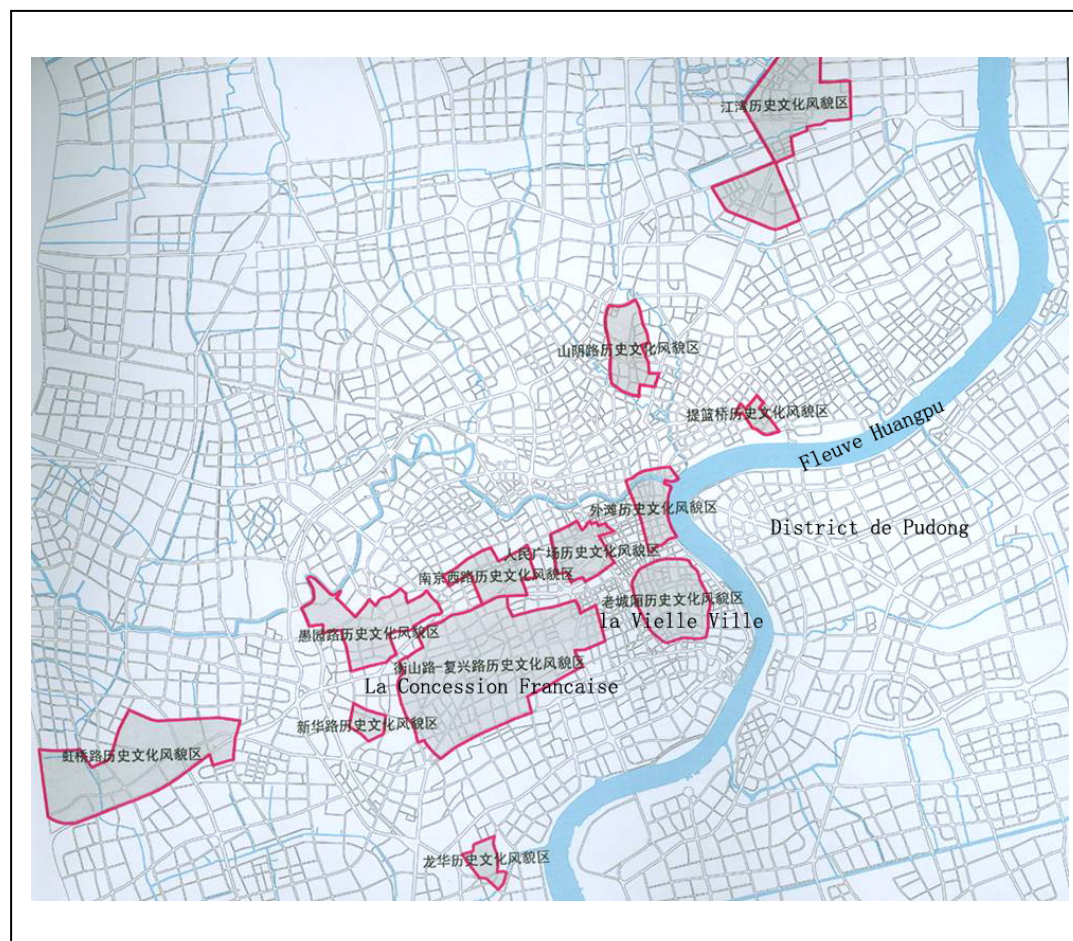 江湾历史文化风貌区
山阴路历史文化风貌区
提篮桥历史文化风貌区
Fleuve Huangpu
外滩历史文化风貌区
District de Pudong
人民广场历史文化风貌区
南京西路历史文化风貌区
老城厢历史文化风貌区
la Vielle Ville
愚园路历史文化风貌区
衡山路-复兴路历史文化风貌区
La Concession Francaise
新华路历史文化风貌区
虹桥路历史文化风貌区
龙华历史文化风貌区